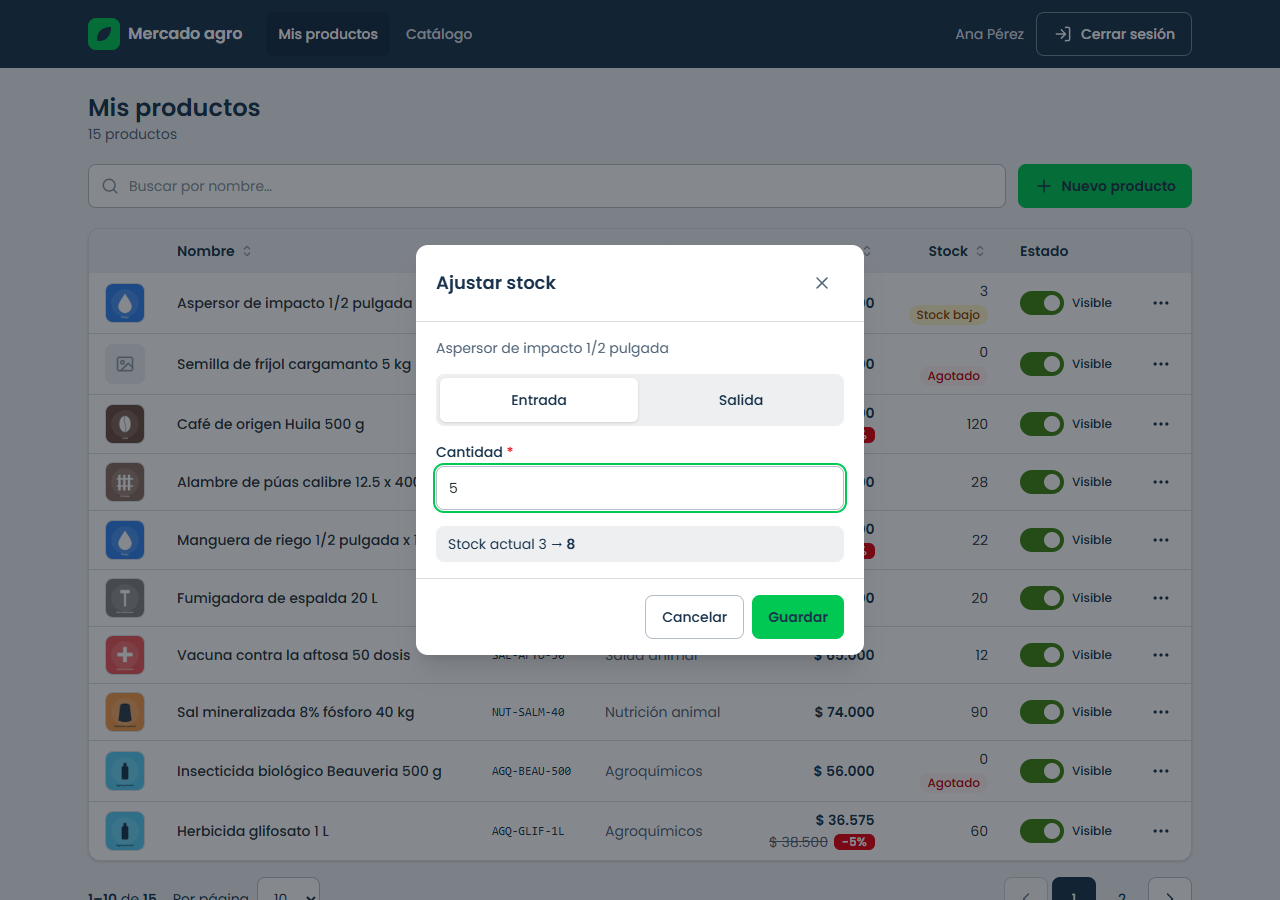 Mercado agro Mis productos Catálogo Ana Pérez Cerrar sesión
Mis productos
15 productos
Buscar por nombre... Nuevo producto
Nombre Stock Estado
Ajustar stock
Aspersor de impacto 1/2 pulgada
Entrada Salida
Cantidad *
5
Stock actual 3 → 8
Cancelar Guardar
Aspersor de impacto 1/2 pulgada 3 Stock bajo Visible
Semilla de fríjol cargamanto 5 kg 0 Agotado Visible
Café de origen Huila 500 g 120 Visible
Alambre de púas calibre 12.5 x 28 Visible
Manguera de riego 1/2 pulgada x 22 Visible
Fumigadora de espalda 20 L 20 Visible
Vacuna contra la aftosa 50 dosis Salud animal 12 Visible
Sal mineralizada 8% fósforo 40 kg NUT-SALM-40 Nutrición animal $ 74.000 90 Visible
Insecticida biológico Beauveria 500 g AGQ-BEAU-500 Agroquímicos $ 56.000 0 Agotado Visible
Herbicida glifosato 1 L AGQ-GLIF-1L Agroquímicos $ 36.575 $ 38.500 -5% 60 Visible
1–10 de 15 Por página 10 1 2